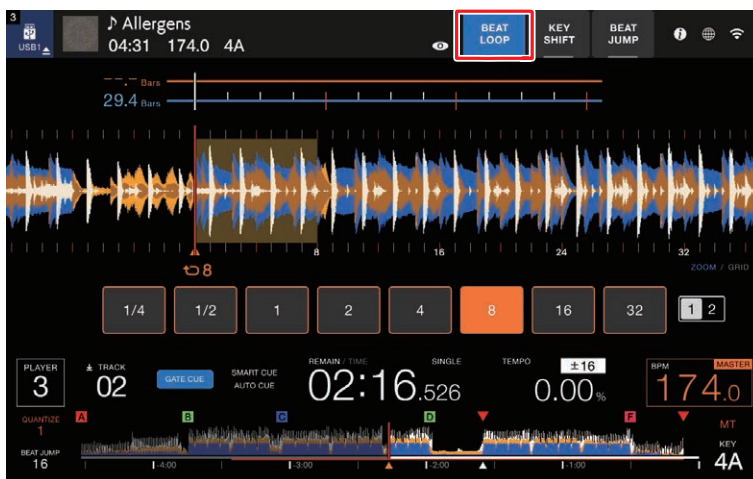 3
USB1
♪ Allergens
04:31 174.0 4A
BEAT LOOP
KEY SHIFT
BEAT JUMP
--.- Bars
29.4 Bars
8 16 24 32
8
ZOOM / GRID
1/4 1/2 1 2 4 8 16 32 1 2
PLAYER
3
TRACK
02
GATE CUE
SMART CUE
AUTO CUE
REMAIN / TIME
SINGLE
02:16.526
TEMPO
±16
0.00%
BPM
MASTER
174.0
QUANTIZE
1
BEAT JUMP
16
A B C D F
-4:00 -3:00 -2:00 -1:00
MT
KEY
4A